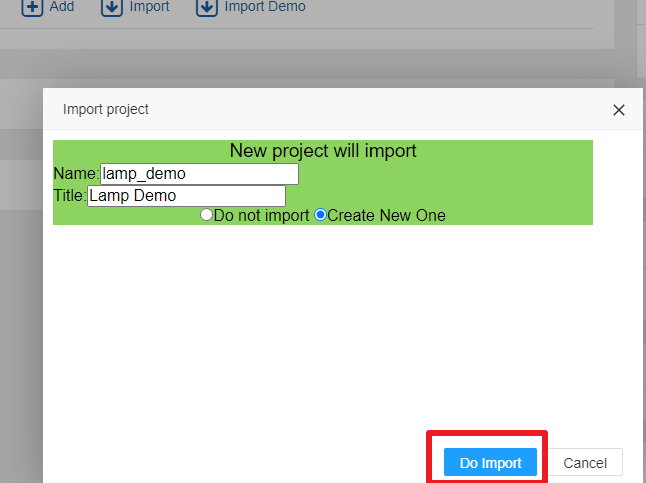 Add Import Import Demo
Import project
New project will import
Name:lamp_demo
Title:Lamp Demo
Do not import Create New One
Do Import Cancel